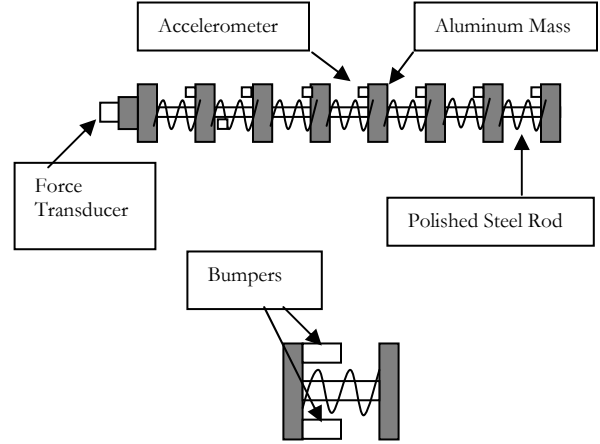 Accelerometer
Aluminum Mass
Force
Transducer
Polished Steel Rod
Bumpers